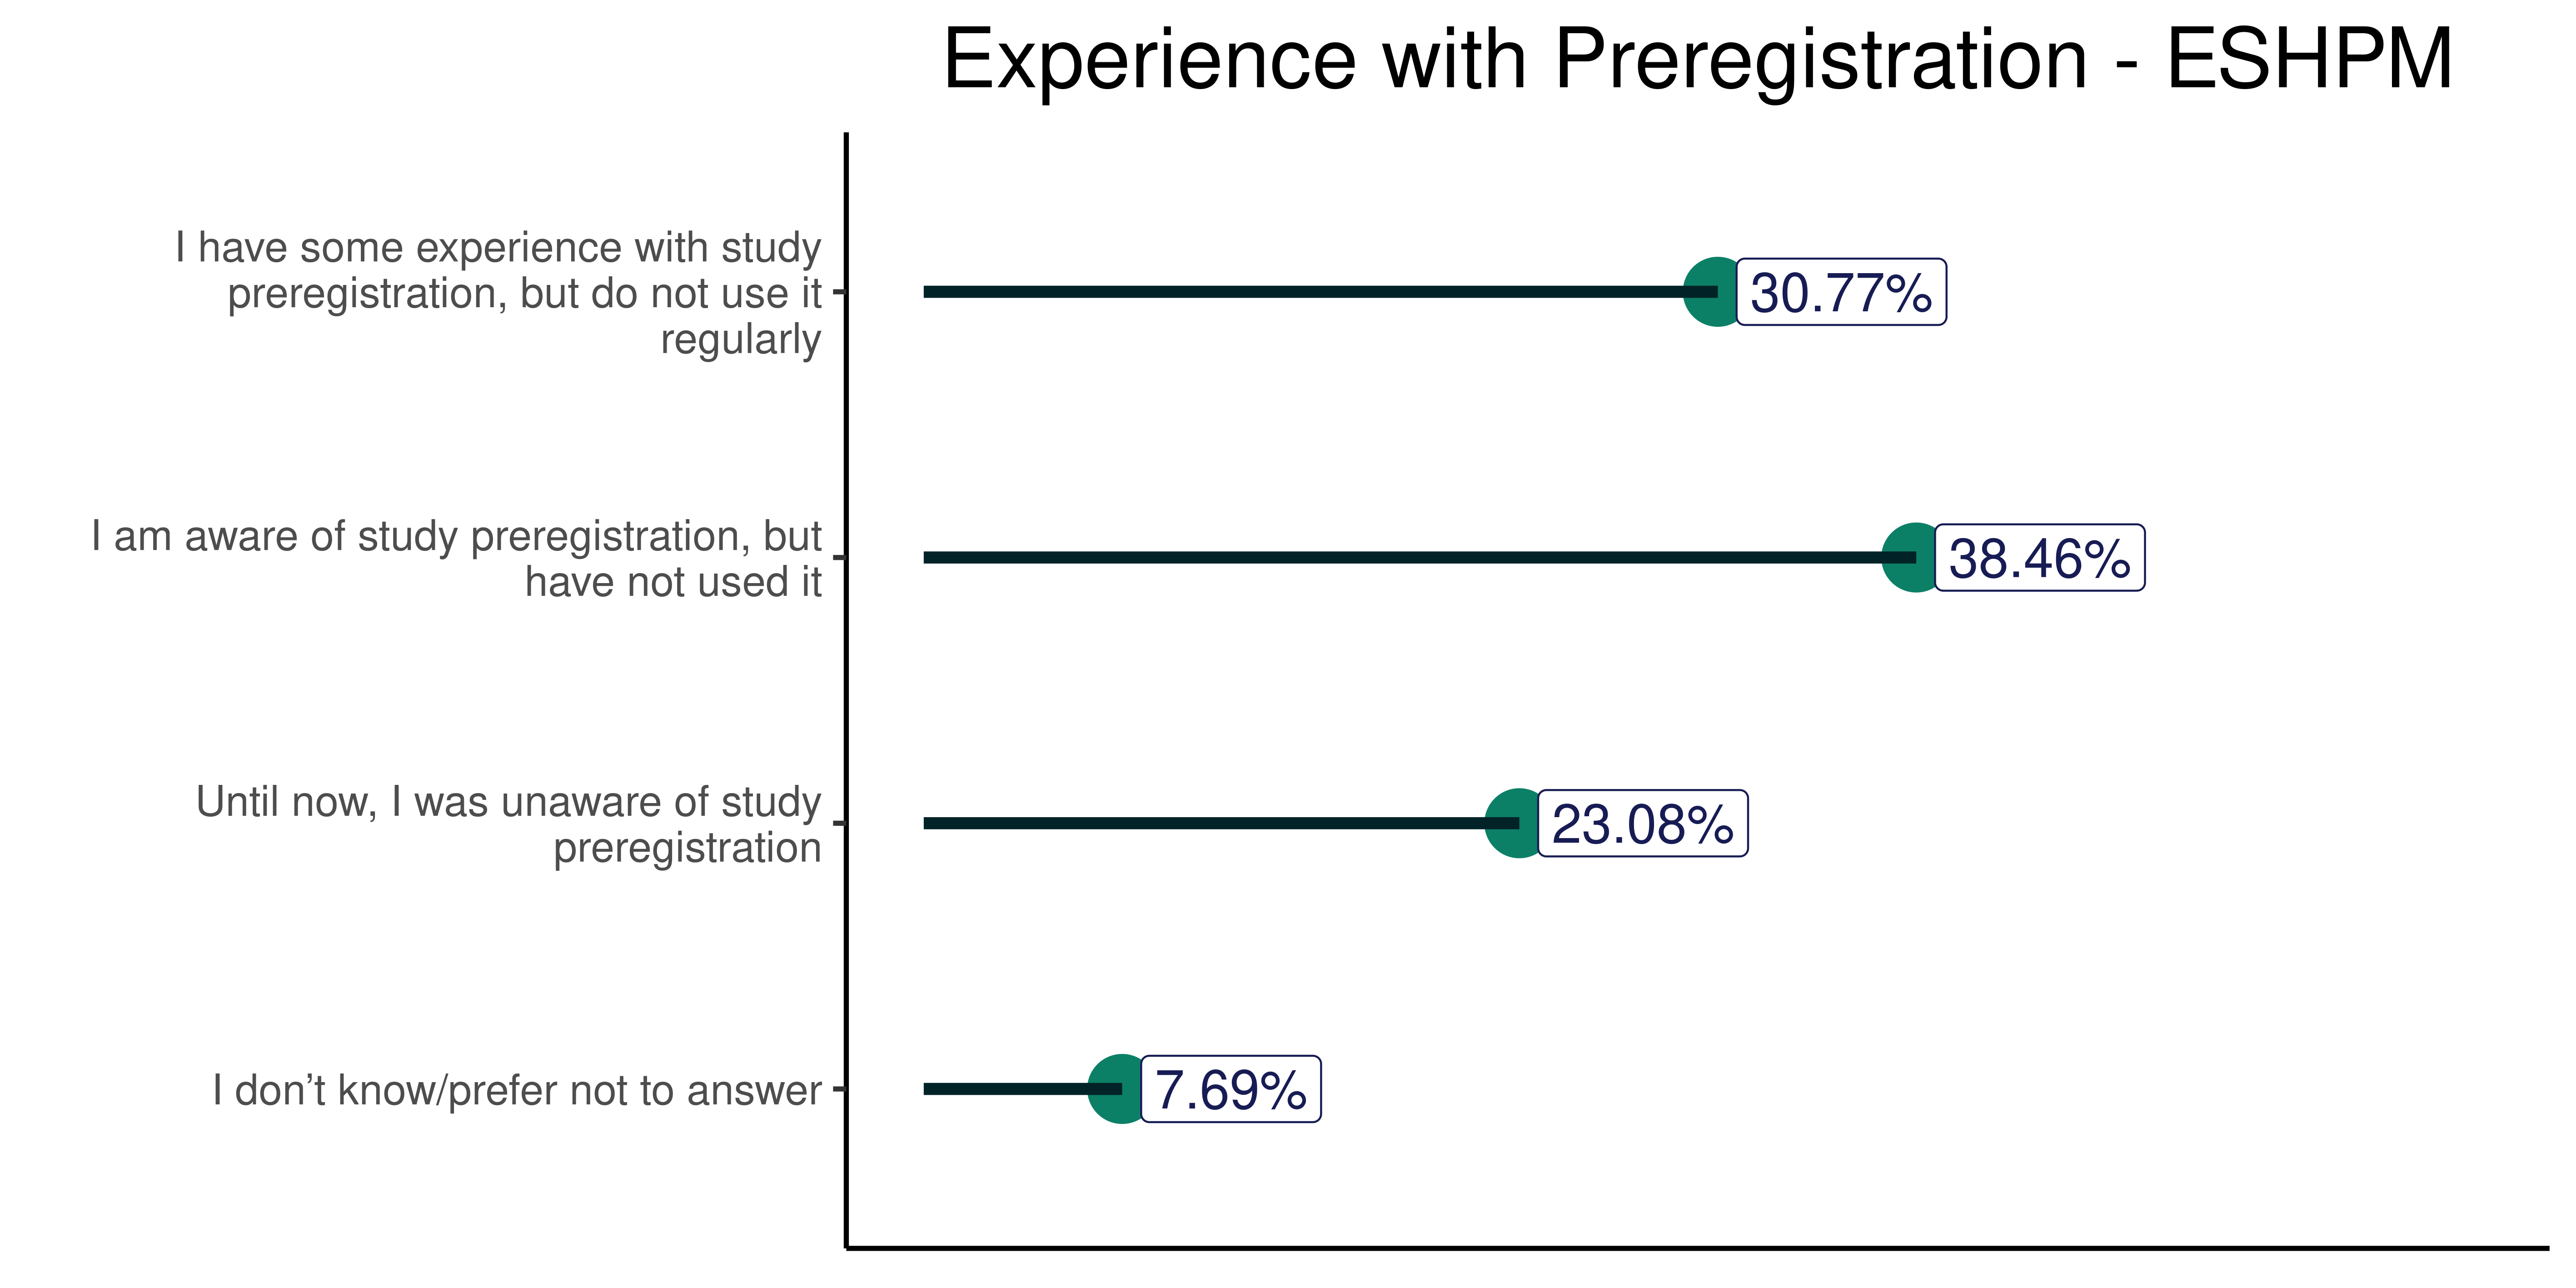 Experience with Preregistration - ESHPM
I have some experience with study
preregistration, but do not use it
regularly
30.77%
I am aware of study preregistration, but
have not used it
38.46%
Until now, I was unaware of study
preregistration
23.08%
I don’t know/prefer not to answer
7.69%